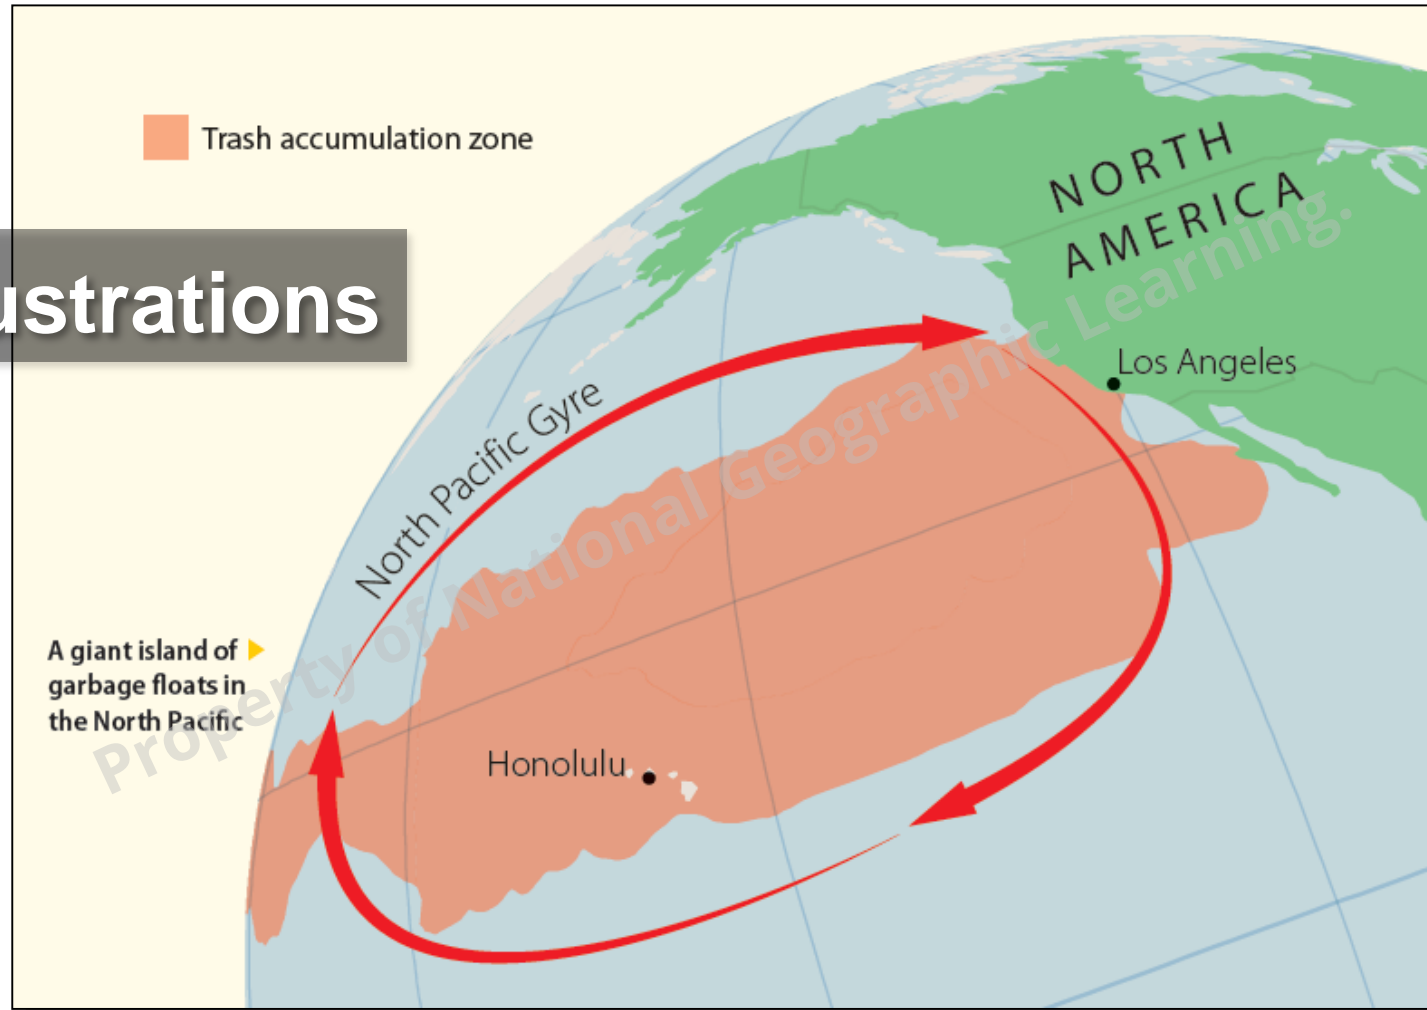 Trash accumulation zone
ustrations
NORTH
AMERICA
Los Angeles
North Pacific Gyre
A giant island of
garbage floats in
the North Pacific
Honolulu
Property of National Geographic Learning.